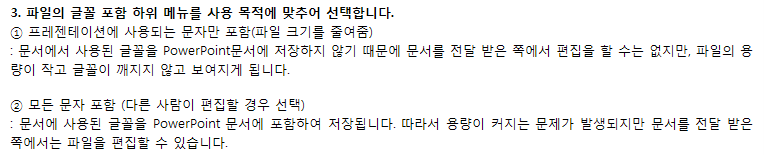 3. 파일의 글꼴 포함 하위 메뉴를 사용 목적에 맞추어 선택합니다.
① 프레젠테이션에 사용되는 문자만 포함(파일 크기를 줄여줌)
: 문서에서 사용된 글꼴을 PowerPoint문서에 저장하지 않기 때문에 문서를 전달 받은 쪽에서 편집을 할 수는 없지만, 파일의 용
량이 작고 글꼴이 깨지지 않고 보여지게 됩니다.
② 모든 문자 포함 (다른 사람이 편집할 경우 선택)
: 문서에 사용된 글꼴을 PowerPoint 문서에 포함하여 저장됩니다. 따라서 용량이 커지는 문제가 발생되지만 문서를 전달 받은
쪽에서는 파일을 편집할 수 있습니다.